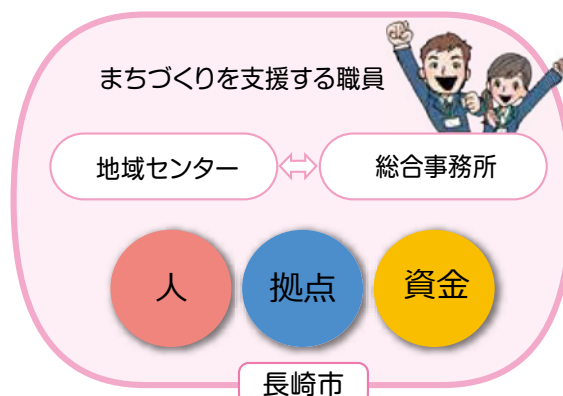 まちづくりを支援する職員
地域センター
総合事務所
人
拠点
資金
長崎市